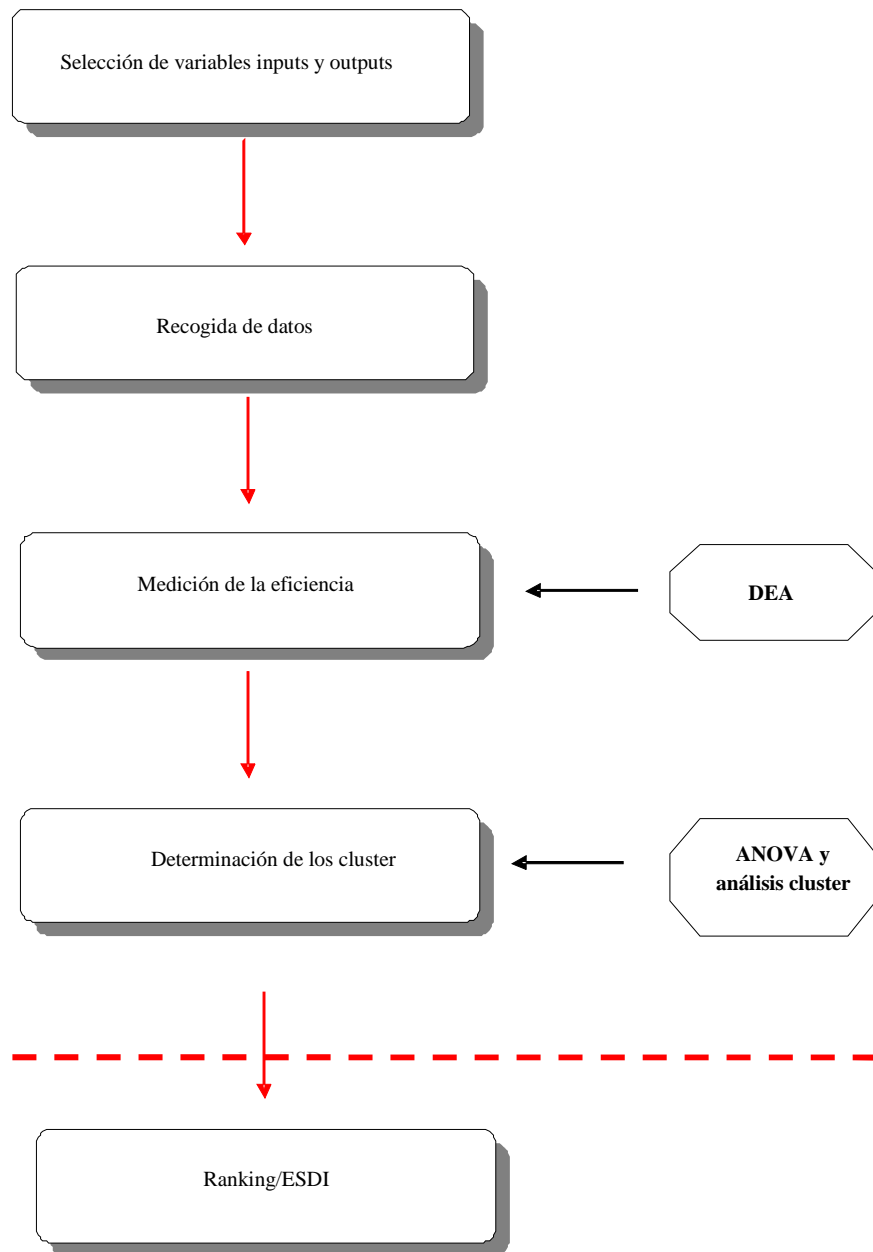 Selección de variables inputs y outputs
Recogida de datos
Medición de la eficiencia
DEA
Determinación de los cluster
ANOVA y
análisis cluster
Ranking/ESDI